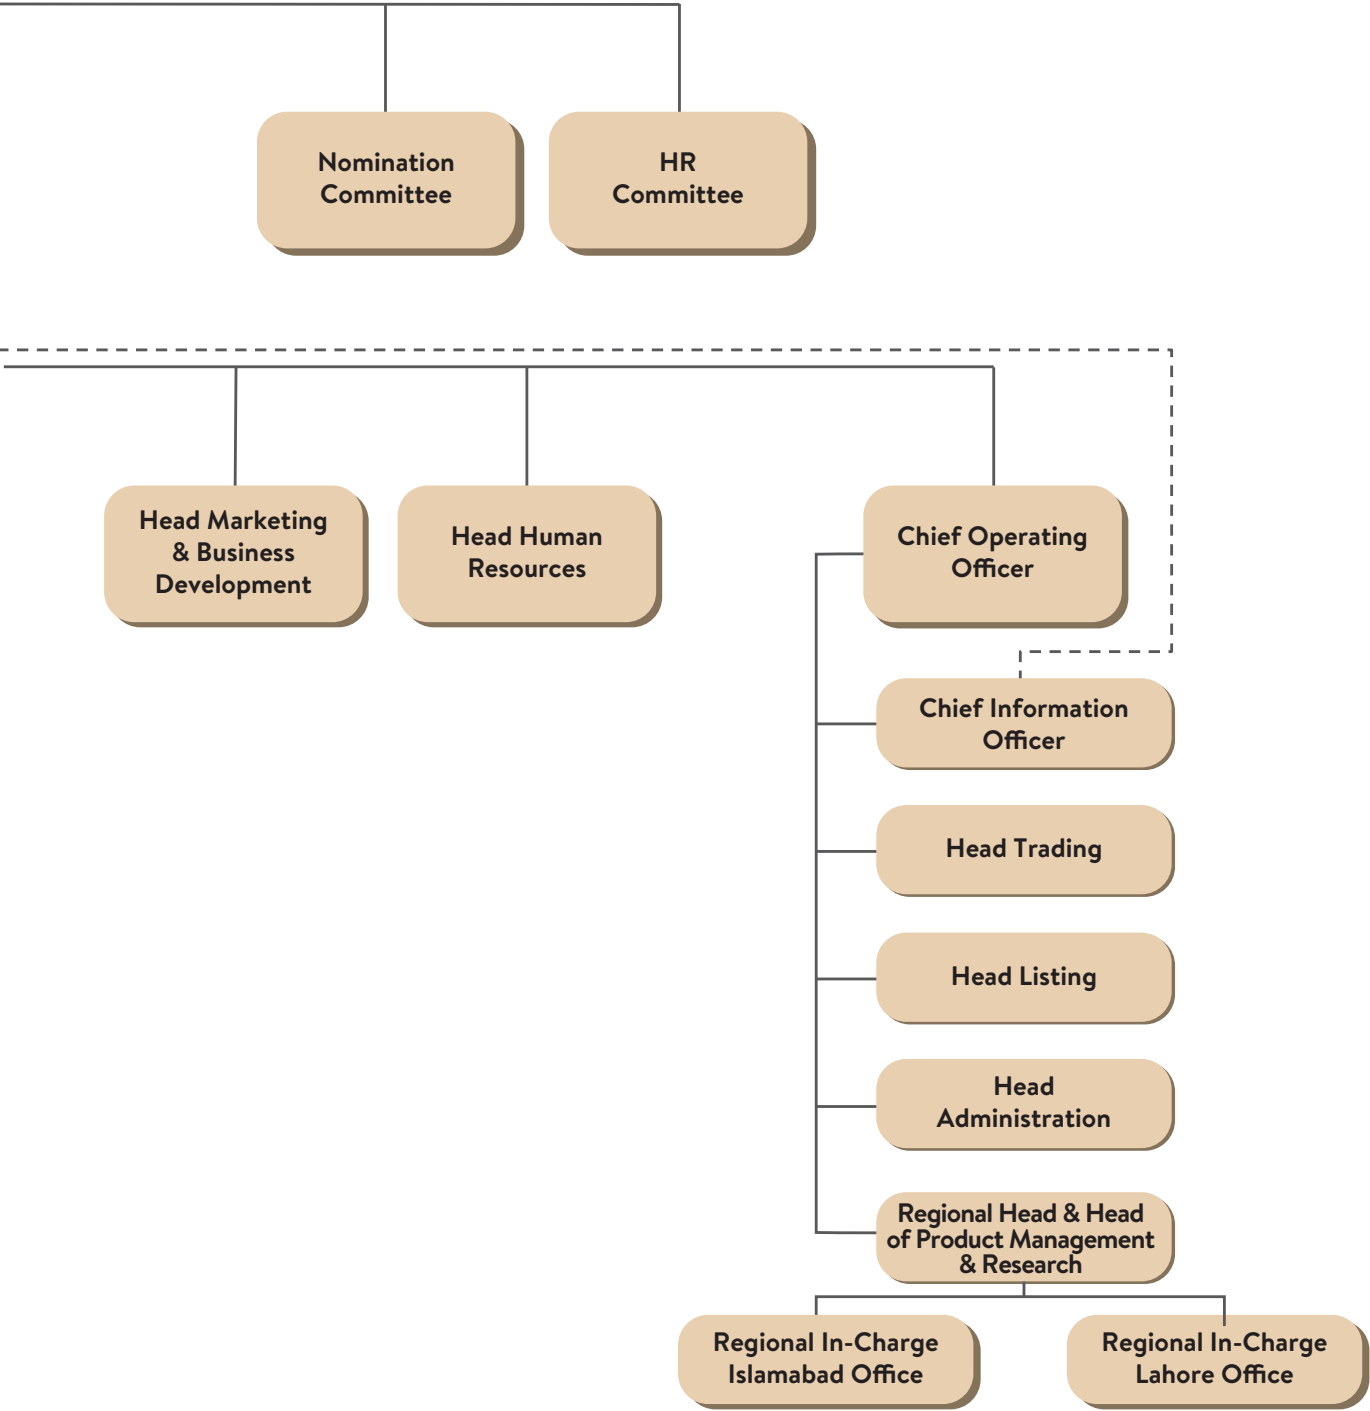 Nomination
Committee
HR
Committee
Head Marketing
& Business
Development
Head Human
Resources
Chief Operating
Officer
Chief Information
Officer
Head Trading
Head Listing
Head
Administration
Regional Head & Head
of Product Management
& Research
Regional In-Charge
Islamabad Office
Regional In-Charge
Lahore Office